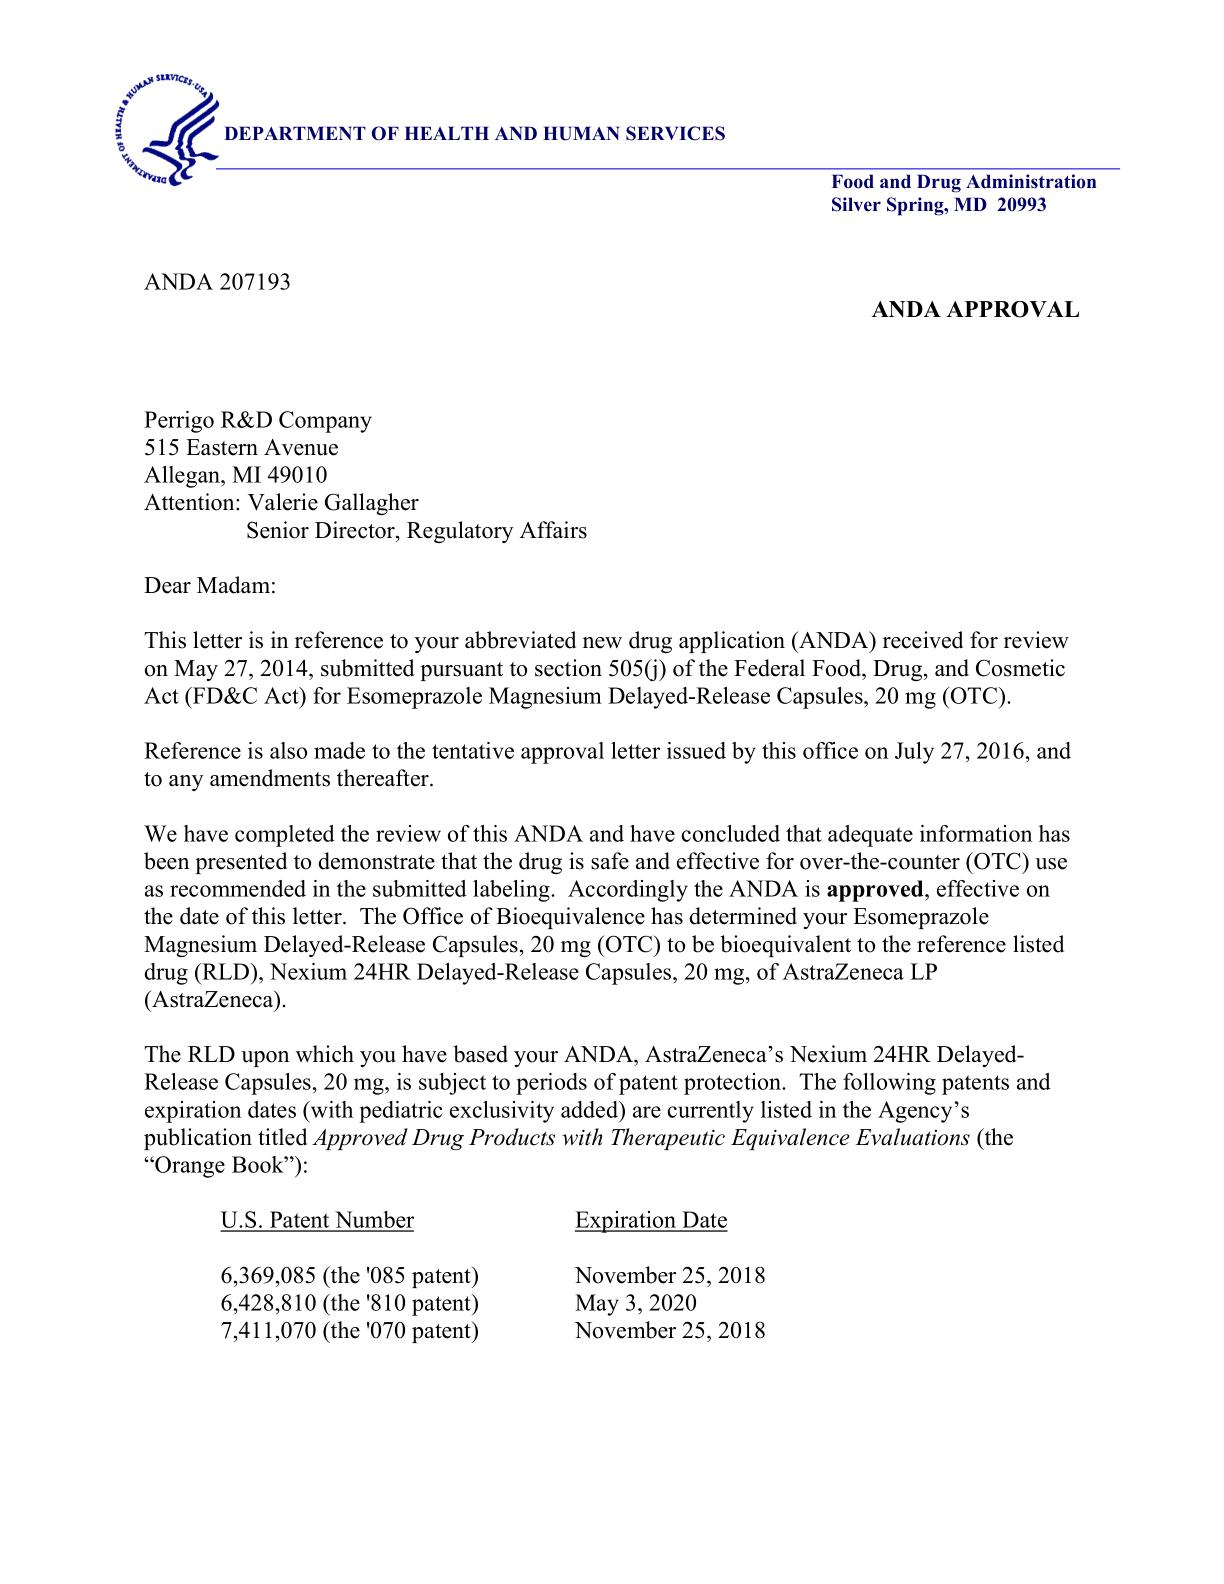 DEPARTMENT OF HEALTH & HUMAN SERVICES·USA
DEPARTMENT OF HEALTH AND HUMAN SERVICES
Food and Drug Administration
Silver Spring, MD 20993
ANDA 207193
ANDA APPROVAL
Perrigo R&D Company
515 Eastern Avenue
Allegan, MI 49010
Attention: Valerie Gallagher
Senior Director, Regulatory Affairs
Dear Madam:
This letter is in reference to your abbreviated new drug application (ANDA) received for review
on May 27, 2014, submitted pursuant to section 505(j) of the Federal Food, Drug, and Cosmetic
Act (FD&C Act) for Esomeprazole Magnesium Delayed-Release Capsules, 20 mg (OTC).
Reference is also made to the tentative approval letter issued by this office on July 27, 2016, and
to any amendments thereafter.
We have completed the review of this ANDA and have concluded that adequate information has
been presented to demonstrate that the drug is safe and effective for over-the-counter (OTC) use
as recommended in the submitted labeling. Accordingly the ANDA is approved, effective on
the date of this letter. The Office of Bioequivalence has determined your Esomeprazole
Magnesium Delayed-Release Capsules, 20 mg (OTC) to be bioequivalent to the reference listed
drug (RLD), Nexium 24HR Delayed-Release Capsules, 20 mg, of AstraZeneca LP
(AstraZeneca).
The RLD upon which you have based your ANDA, AstraZeneca’s Nexium 24HR Delayed-
Release Capsules, 20 mg, is subject to periods of patent protection. The following patents and
expiration dates (with pediatric exclusivity added) are currently listed in the Agency’s
publication titled Approved Drug Products with Therapeutic Equivalence Evaluations (the
“Orange Book”):
U.S. Patent Number Expiration Date
6,369,085 (the '085 patent) November 25, 2018
6,428,810 (the '810 patent) May 3, 2020
7,411,070 (the '070 patent) November 25, 2018